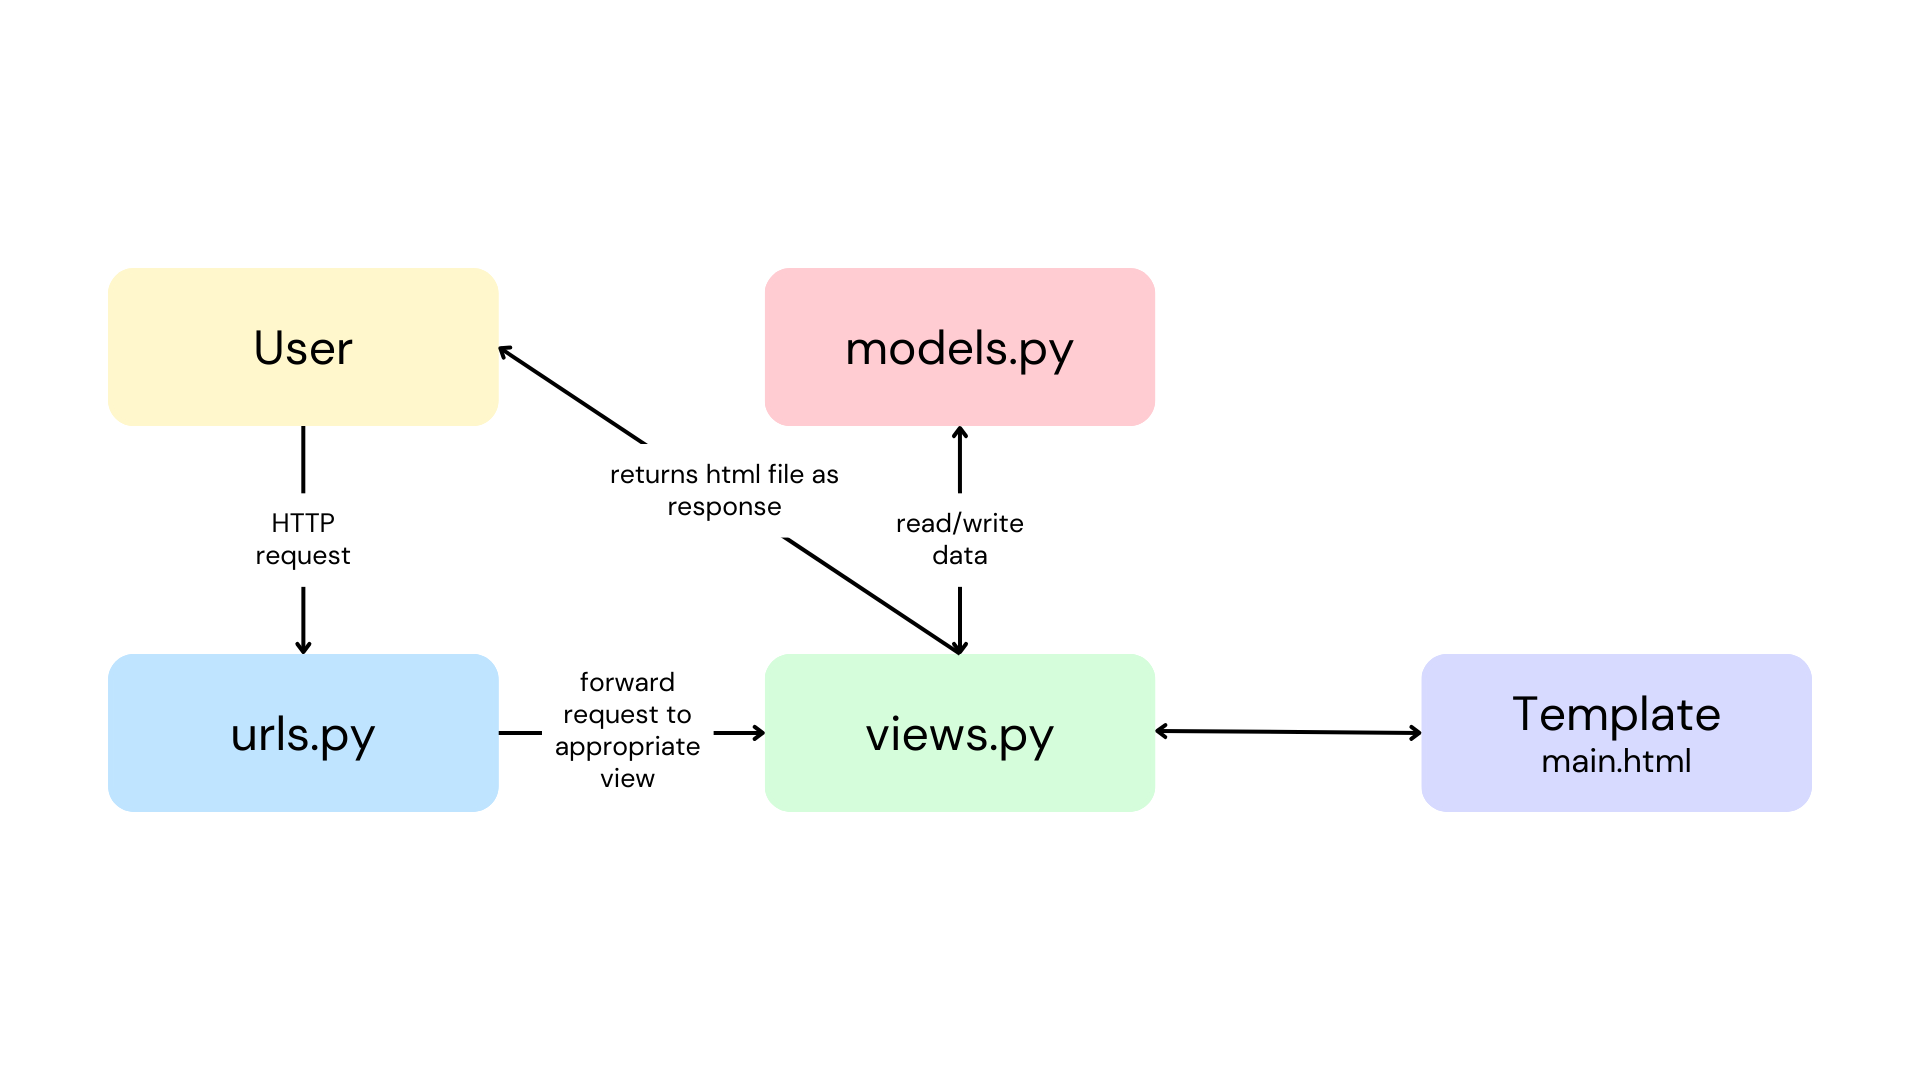 User
models.py
returns html file as
response
HTTP
request
read/write
data
urls.py
forward
request to
appropriate
view
views.py
Template
main.html